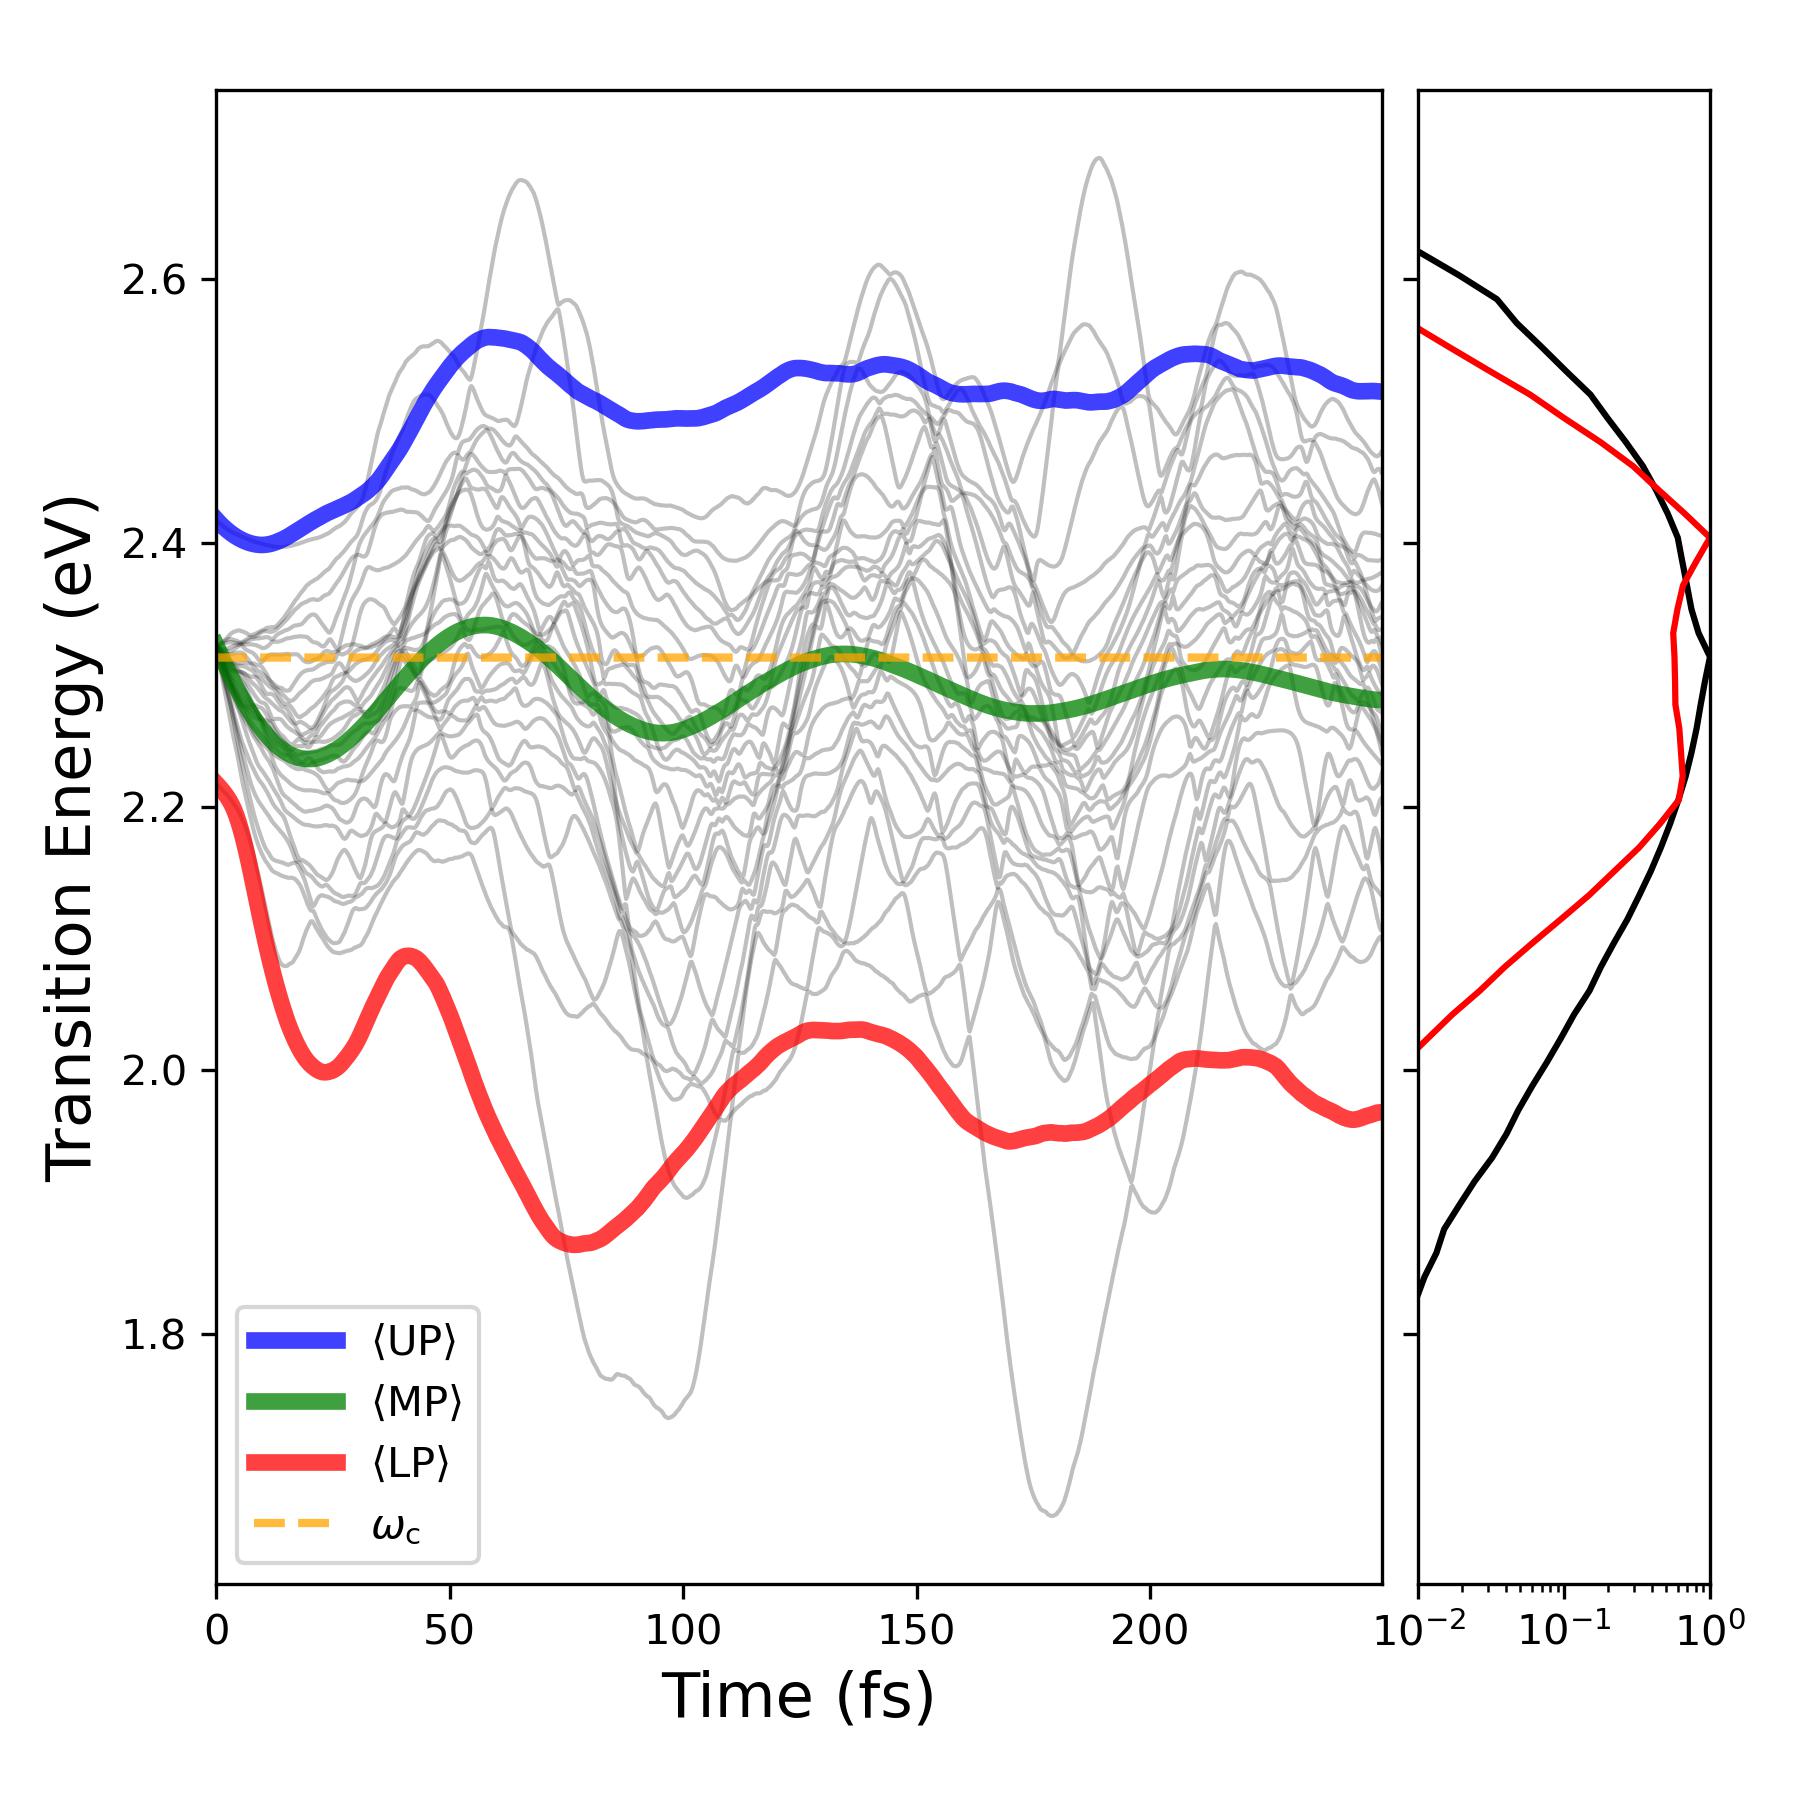 Transition Energy (eV)
2.6
2.4
2.2
2.0
1.8
⟨UP⟩
⟨MP⟩
⟨LP⟩
ω_c
0 50 100 150 200
10⁻² 10⁻¹ 10⁰
Time (fs)